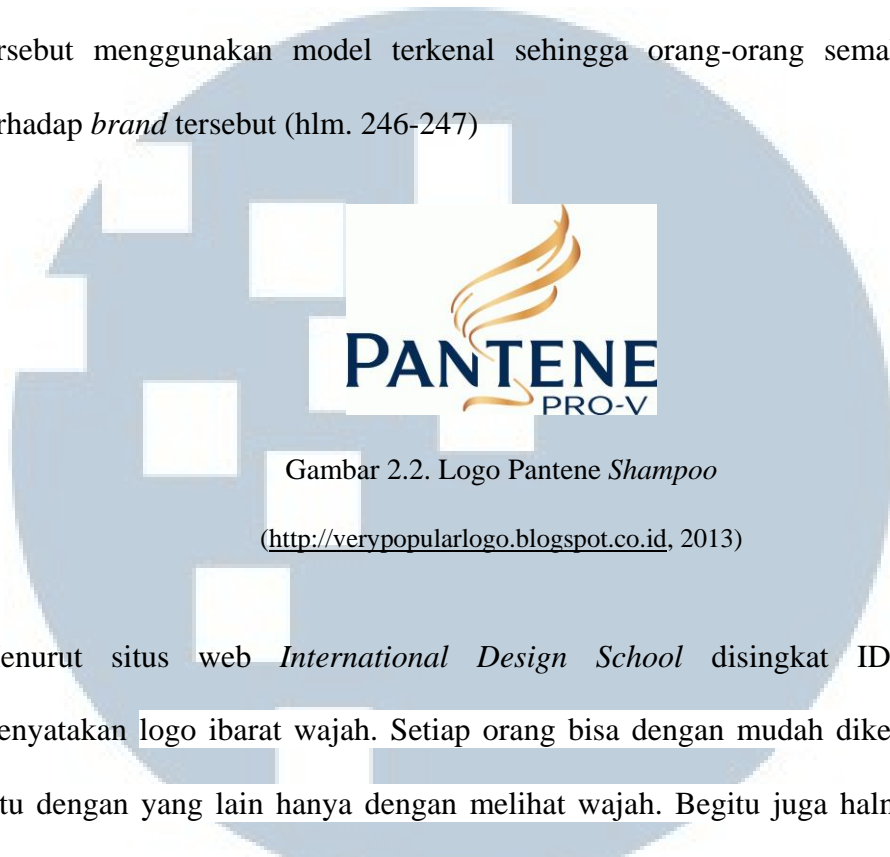 rsebut menggunakan model terkenal sehingga orang-orang sema
rhadap brand tersebut (hlm. 246-247)
PANTENE
PRO-V
Gambar 2.2. Logo Pantene Shampoo
(http://verypopularlogo.blogspot.co.id, 2013)
enurut situs web International Design School disingkat ID
enyatakan logo ibarat wajah. Setiap orang bisa dengan mudah dike
tu dengan yang lain hanya dengan melihat wajah. Begitu juga haln